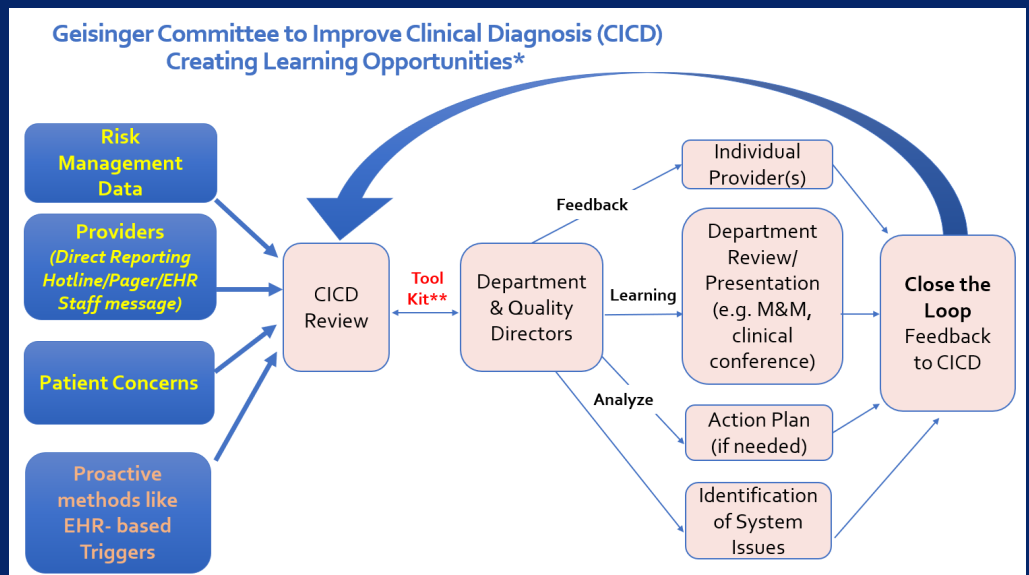 Geisinger Committee to Improve Clinical Diagnosis (CICD)
Creating Learning Opportunities*
Risk
Management
Data
Providers
(Direct Reporting
Hotline/Pager/EHR
Staff message)
Patient Concerns
Proactive
methods like
EHR- based
Triggers
CICD
Review
Tool
Kit**
Department
& Quality
Directors
Feedback
Learning
Analyze
Individual
Provider(s)
Department
Review/
Presentation
(e.g. M&M,
clinical
conference)
Action Plan
(if needed)
Identification
of System
Issues
Close the
Loop
Feedback
to CICD